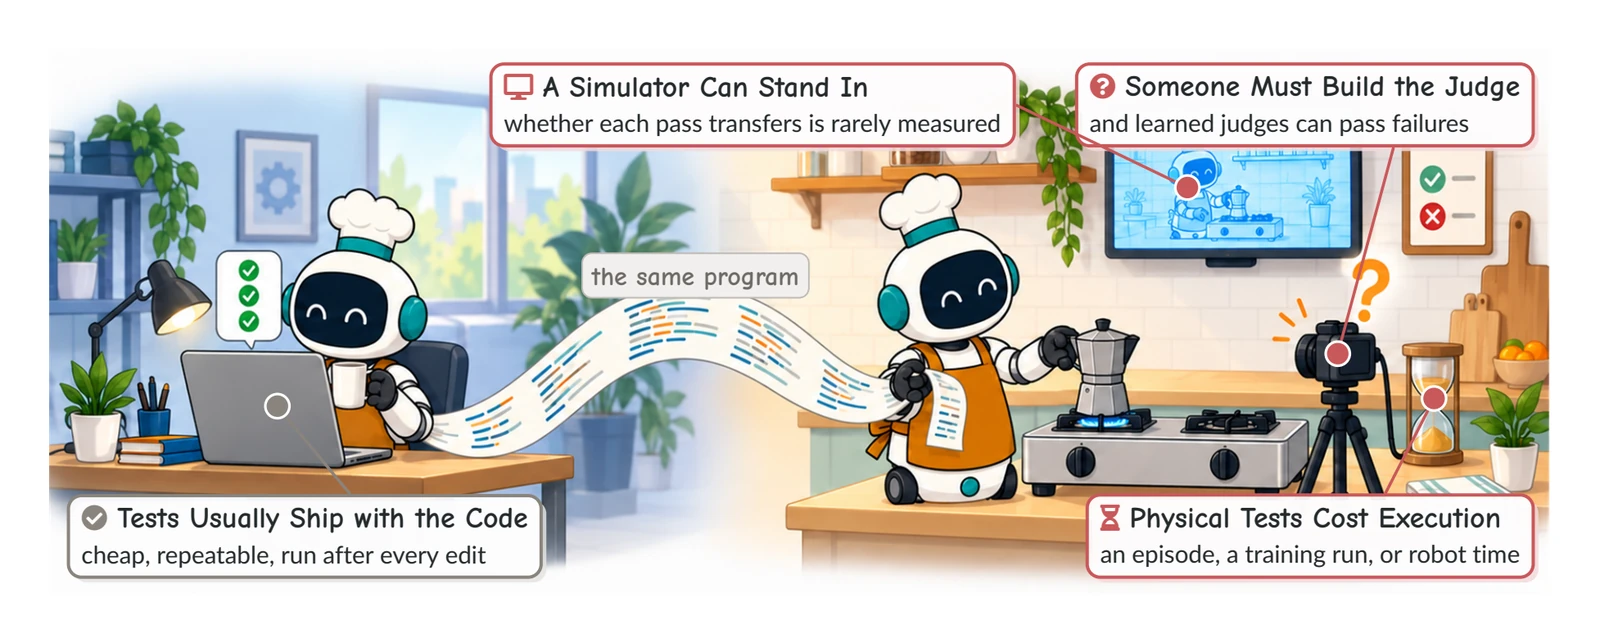 A Simulator Can Stand In
whether each pass transfers is rarely measured
Someone Must Build the Judge
and learned judges can pass failures
the same program
Tests Usually Ship with the Code
cheap, repeatable, run after every edit
Physical Tests Cost Execution
an episode, a training run, or robot time